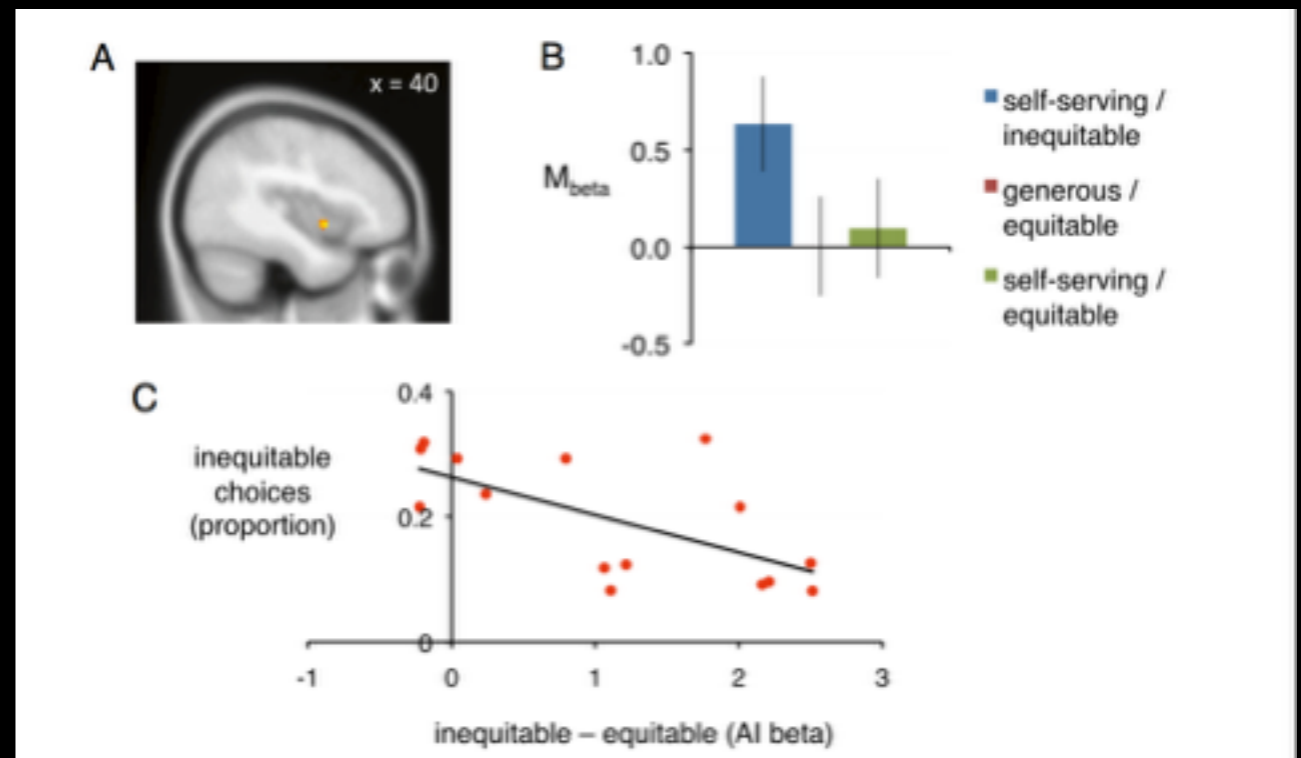 A
x = 40
B
1.0
0.5
0.0
-0.5
Mbeta
self-serving /
inequitable
generous /
equitable
self-serving /
equitable
C
0.4
0.2
0
inequitable
choices
(proportion)
-1 0 1 2 3
inequitable – equitable (AI beta)